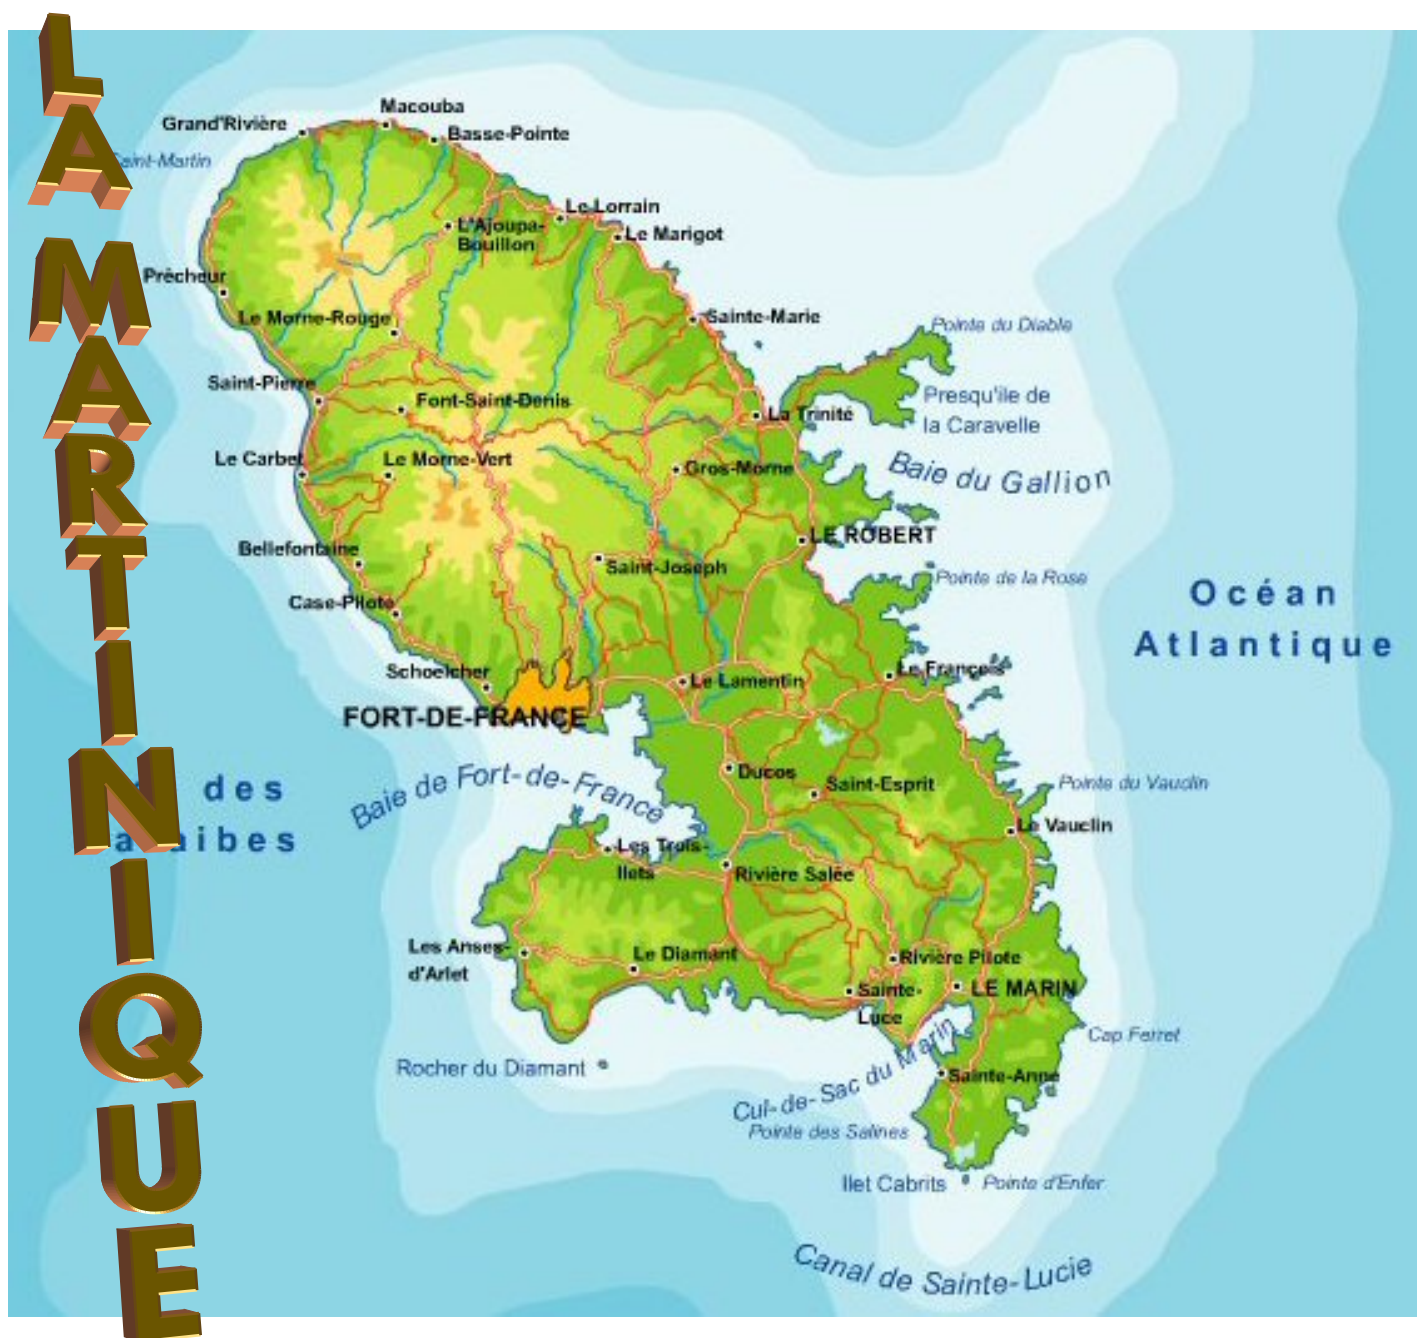 LA MARTINIQUE
Macouba
Grand'Rivière
Basse-Pointe
Saint-Martin
Le Lorrain
L'Ajoupa-
Bouillon
Le Marigot
Prêcheur
Le Morne-Rouge
Sainte-Marie
Pointe du Diable
Saint-Pierre
Font-Saint-Denis
Presqu'ile de
la Caravelle
La Trinité
Le Carbet
Le Morne-Vert
Gros-Morne
Baie du Gallion
LE ROBERT
Bellefontaine
Saint-Joseph
Pointe de la Rose
Case-Pilote
Océan
Atlantique
Schoelcher
Le Lamentin
Le François
FORT-DE-FRANCE
Baie de Fort-de-France
des
aibes
Ducos
Saint-Esprit
Pointe du Vauclin
Le Vauclin
Les Trois-
Ilets
Rivière Salée
Les Anses-
d'Arlet
Le Diamant
Rivière Pilote
Sainte-
Luce
LE MARIN
Cap Ferret
Rocher du Diamant
Cul-de-Sac du Marin
Sainte-Anne
Pointe des Salines
Ilet Cabrits
Pointe d'Enfer
Canal de Sainte-Lucie